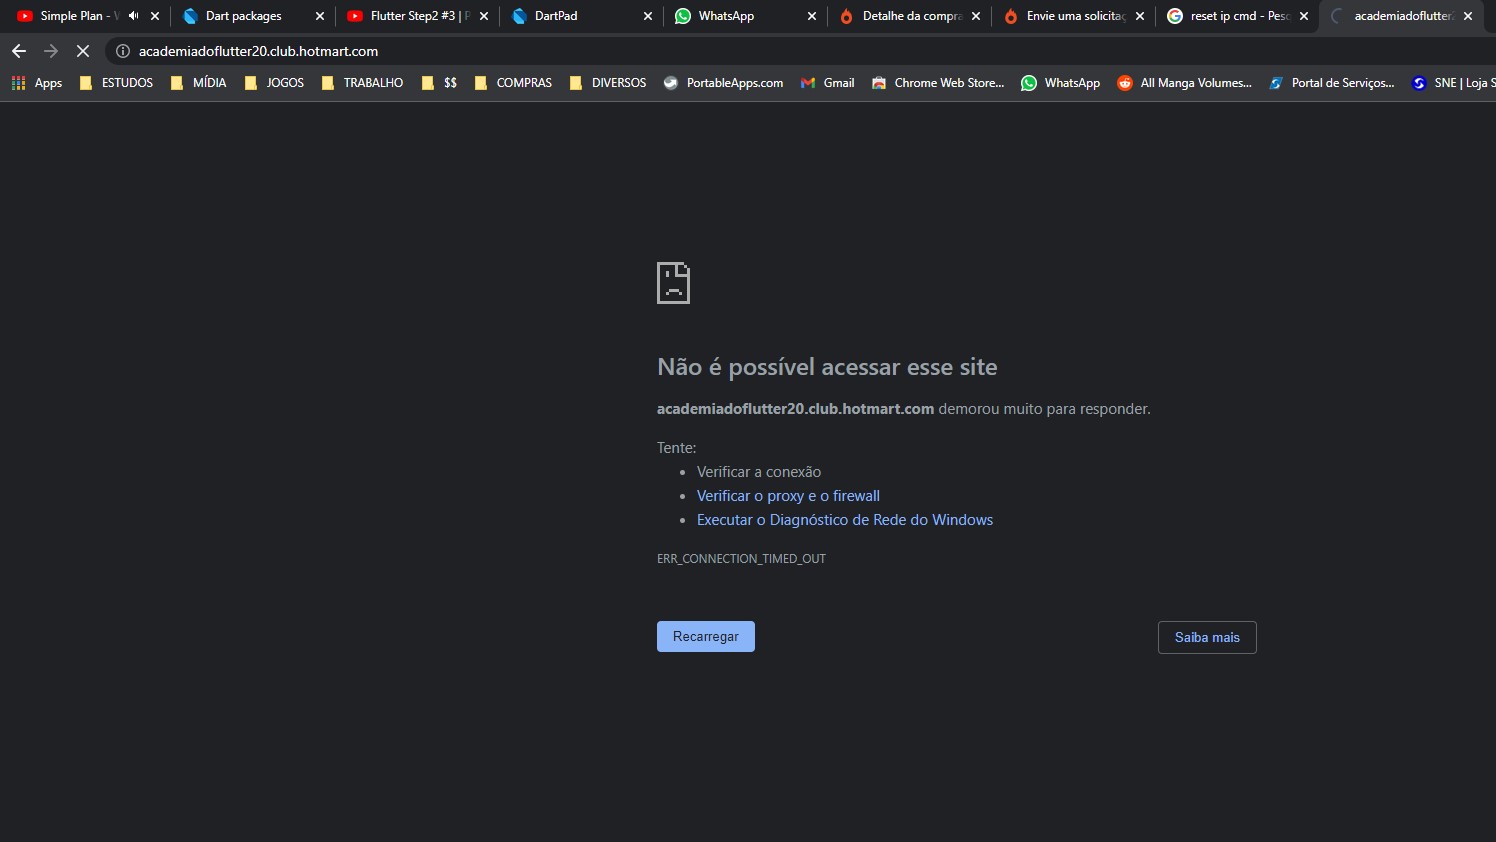 Simple Plan - Dart packages Flutter Step2 #3 | DartPad WhatsApp Detalhe da compra Envie uma solicitaç reset ip cmd - Pesq academiadoflutter
academiadoflutter20.club.hotmart.com
Apps ESTUDOS MÍDIA JOGOS TRABALHO $$ COMPRAS DIVERSOS PortableApps.com Gmail Chrome Web Store... WhatsApp All Manga Volumes... Portal de Serviços... SNE | Loja S
Não é possível acessar esse site
academiadoflutter20.club.hotmart.com demorou muito para responder.
Tente:
• Verificar a conexão
• Verificar o proxy e o firewall
• Executar o Diagnóstico de Rede do Windows
ERR_CONNECTION_TIMED_OUT
Recarregar Saiba mais